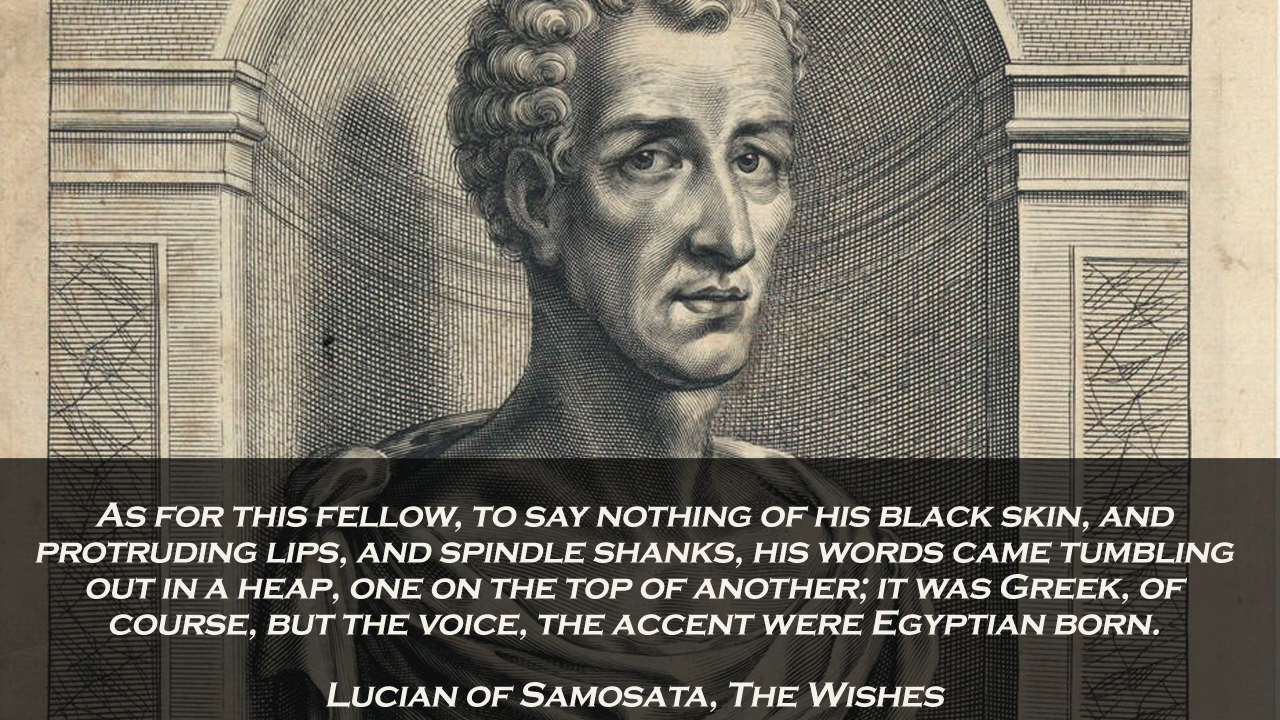 As for this fellow, to say nothing of his black skin, and
protruding lips, and spindle shanks, his words came tumbling
out in a heap, one on the top of another; it was Greek, of
course, but the voice, the accent were Egyptian born.
Lucian of Samosata, The Wishes